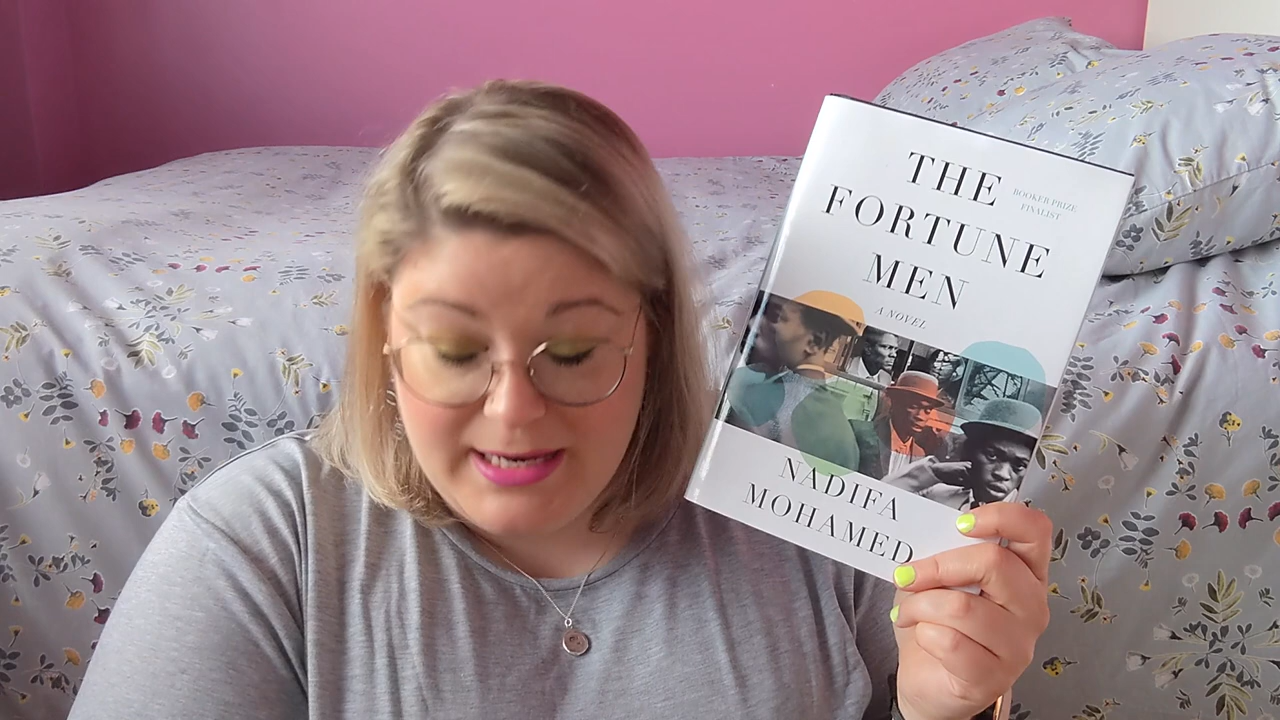 THE
BOOKER PRIZE
FINALIST
FORTUNE
MEN
A NOVEL
NADIFA
MOHAMED